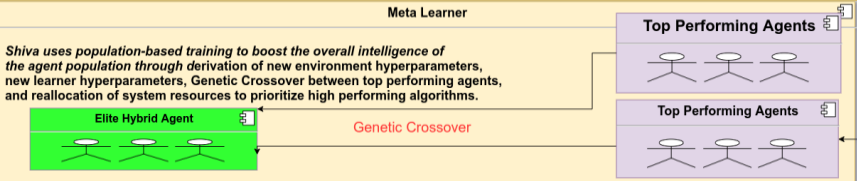 Meta Learner
Top Performing Agents
Shiva uses population-based training to boost the overall intelligence of
the agent population through derivation of new environment hyperparameters,
new learner hyperparameters, Genetic Crossover between top performing agents,
and reallocation of system resources to prioritize high performing algorithms.
Elite Hybrid Agent
Top Performing Agents
Genetic Crossover